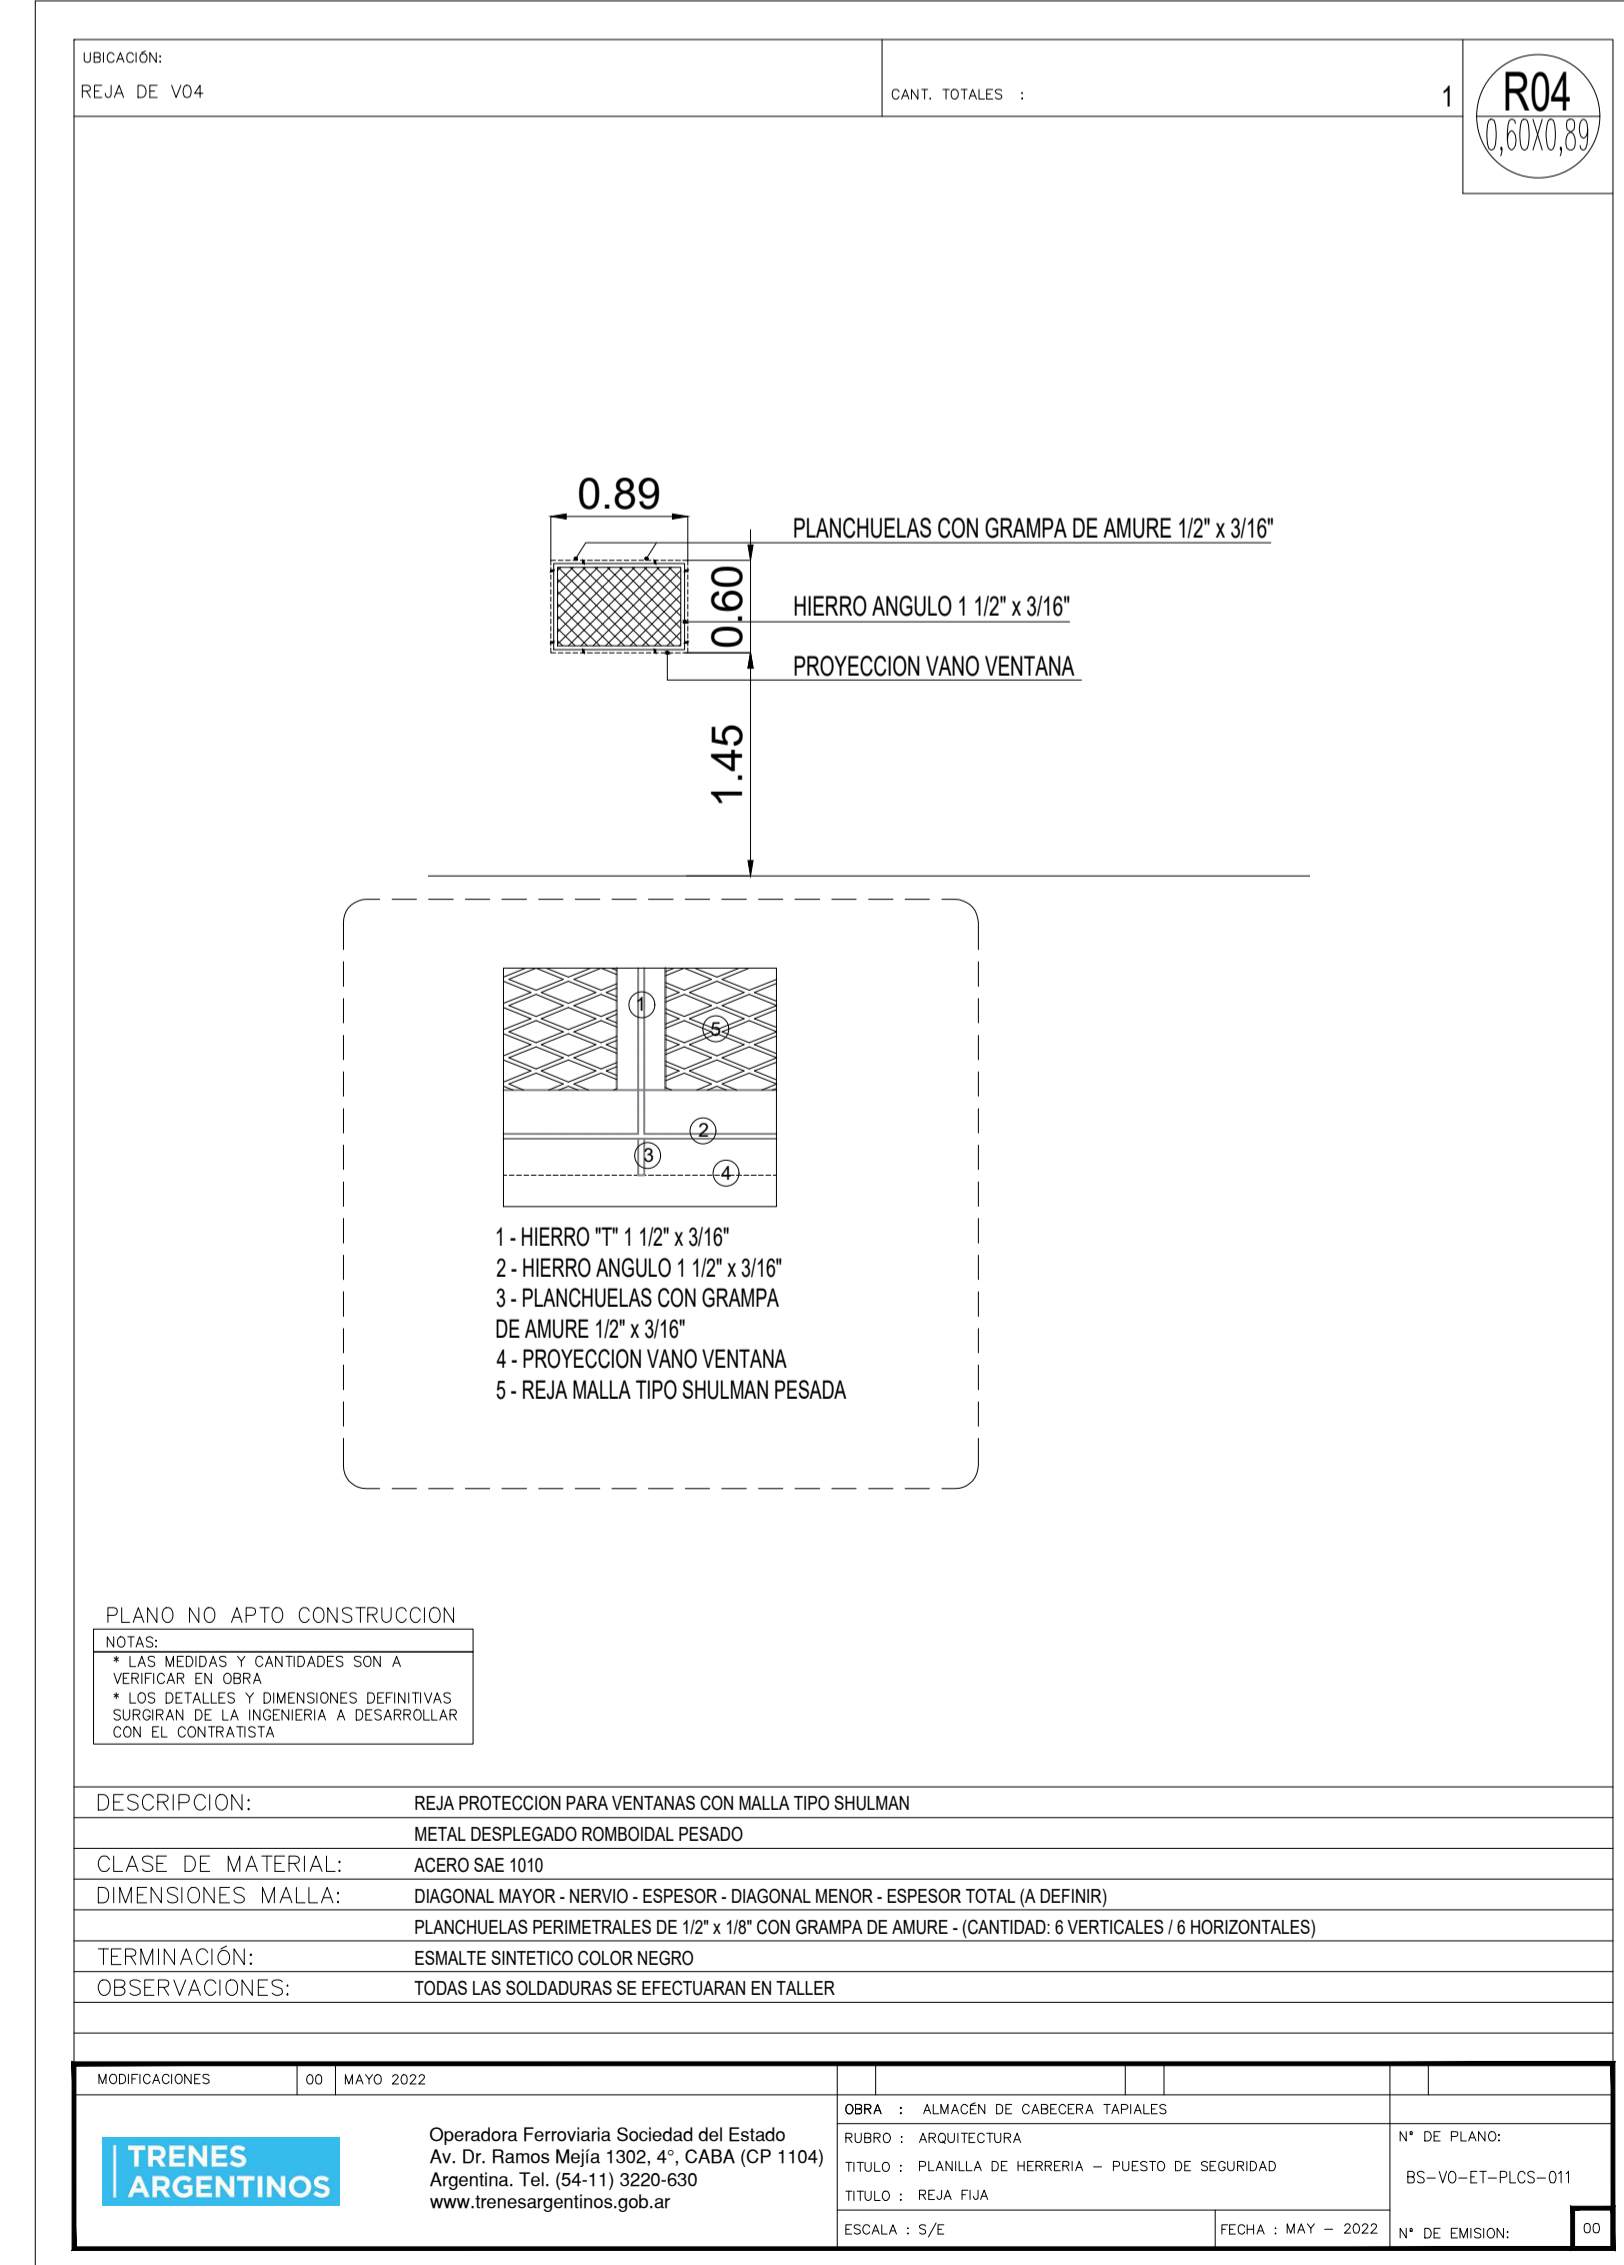 UBICACIÓN:
REJA DE V04
CANT. TOTALES :
1
R04
0,60X0,89
0.89
PLANCHUELAS CON GRAMPA DE AMURE 1/2" x 3/16"
0.60
HIERRO ANGULO 1 1/2" x 3/16"
PROYECCION VANO VENTANA
1.45
1
5
2
3
4
1 - HIERRO "T" 1 1/2" x 3/16"
2 - HIERRO ANGULO 1 1/2" x 3/16"
3 - PLANCHUELAS CON GRAMPA
DE AMURE 1/2" x 3/16"
4 - PROYECCION VANO VENTANA
5 - REJA MALLA TIPO SHULMAN PESADA
PLANO NO APTO CONSTRUCCION
NOTAS:
* LAS MEDIDAS Y CANTIDADES SON A
VERIFICAR EN OBRA
* LOS DETALLES Y DIMENSIONES DEFINITIVAS
SURGIRAN DE LA INGENIERIA A DESARROLLAR
CON EL CONTRATISTA
DESCRIPCION: REJA PROTECCION PARA VENTANAS CON MALLA TIPO SHULMAN
METAL DESPLEGADO ROMBOIDAL PESADO
CLASE DE MATERIAL: ACERO SAE 1010
DIMENSIONES MALLA: DIAGONAL MAYOR - NERVIO - ESPESOR - DIAGONAL MENOR - ESPESOR TOTAL (A DEFINIR)
PLANCHUELAS PERIMETRALES DE 1/2" x 1/8" CON GRAMPA DE AMURE - (CANTIDAD: 6 VERTICALES / 6 HORIZONTALES)
TERMINACIÓN: ESMALTE SINTETICO COLOR NEGRO
OBSERVACIONES: TODAS LAS SOLDADURAS SE EFECTUARAN EN TALLER
MODIFICACIONES 00 MAYO 2022
TRENES
ARGENTINOS
Operadora Ferroviaria Sociedad del Estado
Av. Dr. Ramos Mejía 1302, 4°, CABA (CP 1104)
Argentina. Tel. (54-11) 3220-630
www.trenesargentinos.gob.ar
OBRA : ALMACÉN DE CABECERA TAPIALES
RUBRO : ARQUITECTURA
TITULO : PLANILLA DE HERRERIA – PUESTO DE SEGURIDAD
TITULO : REJA FIJA
ESCALA : S/E
FECHA : MAY – 2022
N° DE PLANO:
BS-VO-ET-PLCS-011
N° DE EMISION: 00